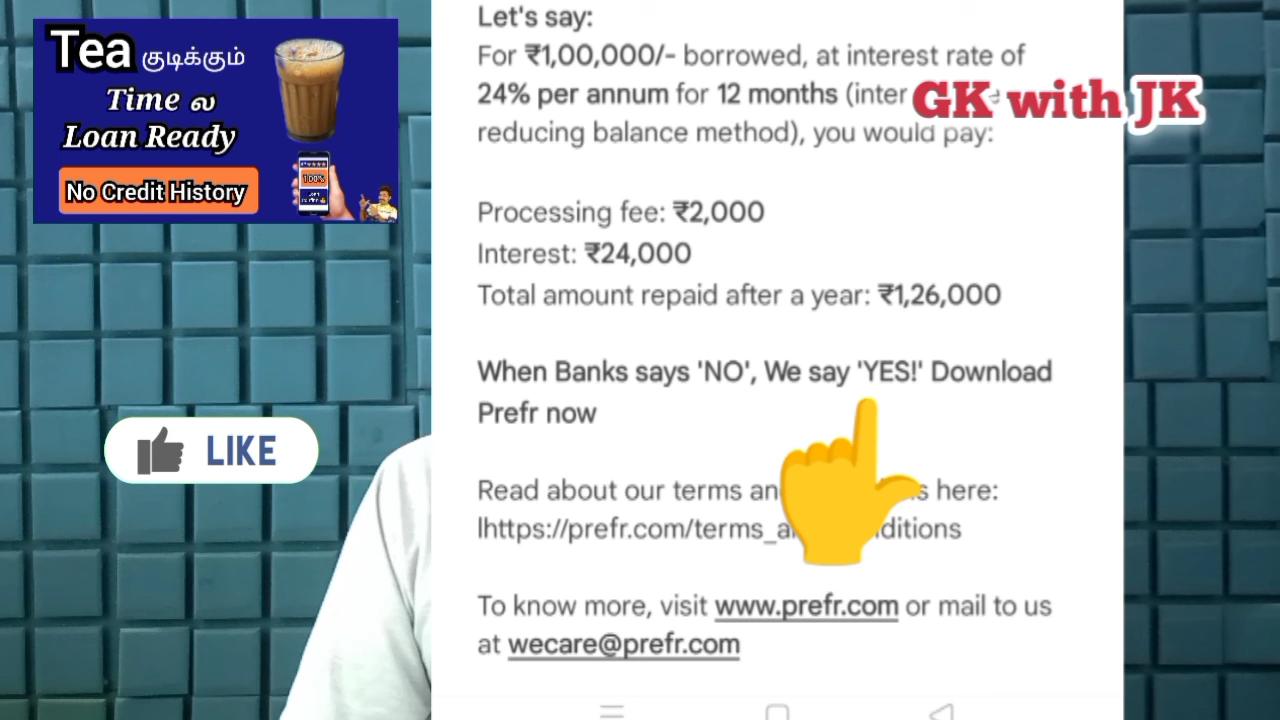 Tea குடிக்கும்
Time ல
Loan Ready
No Credit History
100%
LIKE
GK with JK
Let's say:
For ₹1,00,000/- borrowed, at interest rate of
24% per annum for 12 months (inter
reducing balance method), you would pay:
Processing fee: ₹2,000
Interest: ₹24,000
Total amount repaid after a year: ₹1,26,000
When Banks says 'NO', We say 'YES!' Download
Prefr now
Read about our terms an s here:
lhttps://prefr.com/terms_a ditions
To know more, visit www.prefr.com or mail to us
at wecare@prefr.com